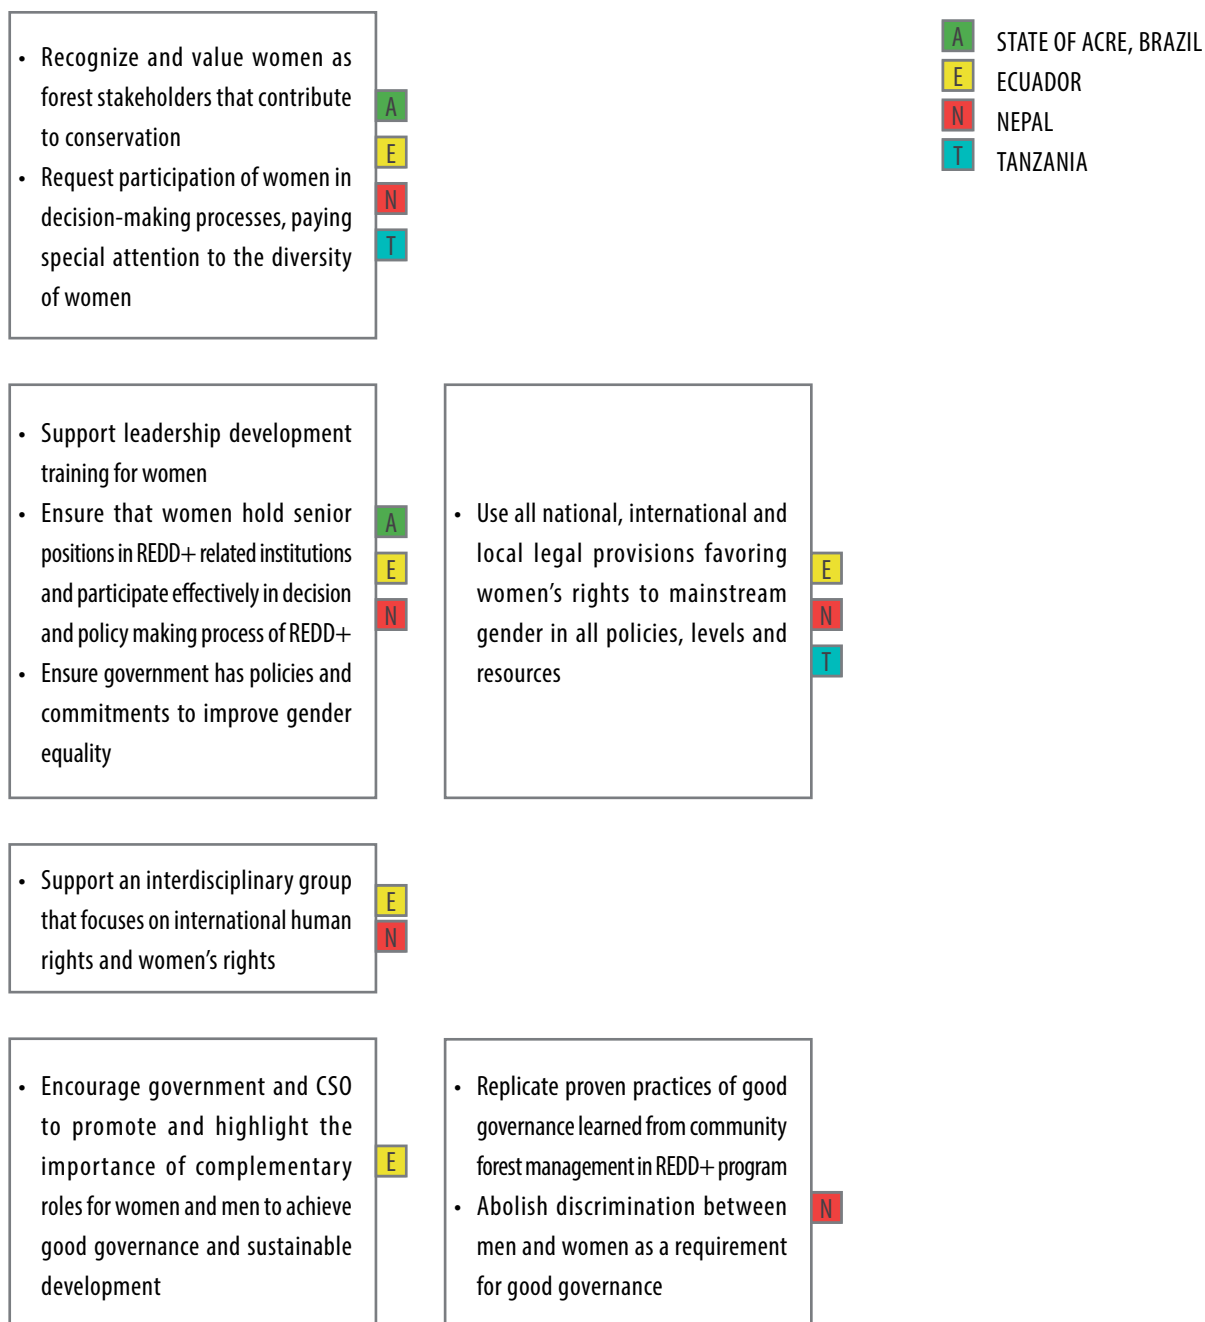 • Recognize and value women as
forest stakeholders that contribute
to conservation
• Request participation of women in
decision-making processes, paying
special attention to the diversity
of women
A
E
N
T
A STATE OF ACRE, BRAZIL
E ECUADOR
N NEPAL
T TANZANIA
• Support leadership development
training for women
• Ensure that women hold senior
positions in REDD+ related institutions
and participate effectively in decision
and policy making process of REDD+
• Ensure government has policies and
commitments to improve gender
equality
A
E
N
• Use all national, international and
local legal provisions favoring
women’s rights to mainstream
gender in all policies, levels and
resources
E
N
T
• Support an interdisciplinary group
that focuses on international human
rights and women’s rights
E
N
• Encourage government and CSO
to promote and highlight the
importance of complementary
roles for women and men to achieve
good governance and sustainable
development
E
• Replicate proven practices of good
governance learned from community
forest management in REDD+ program
• Abolish discrimination between
men and women as a requirement
for good governance
N